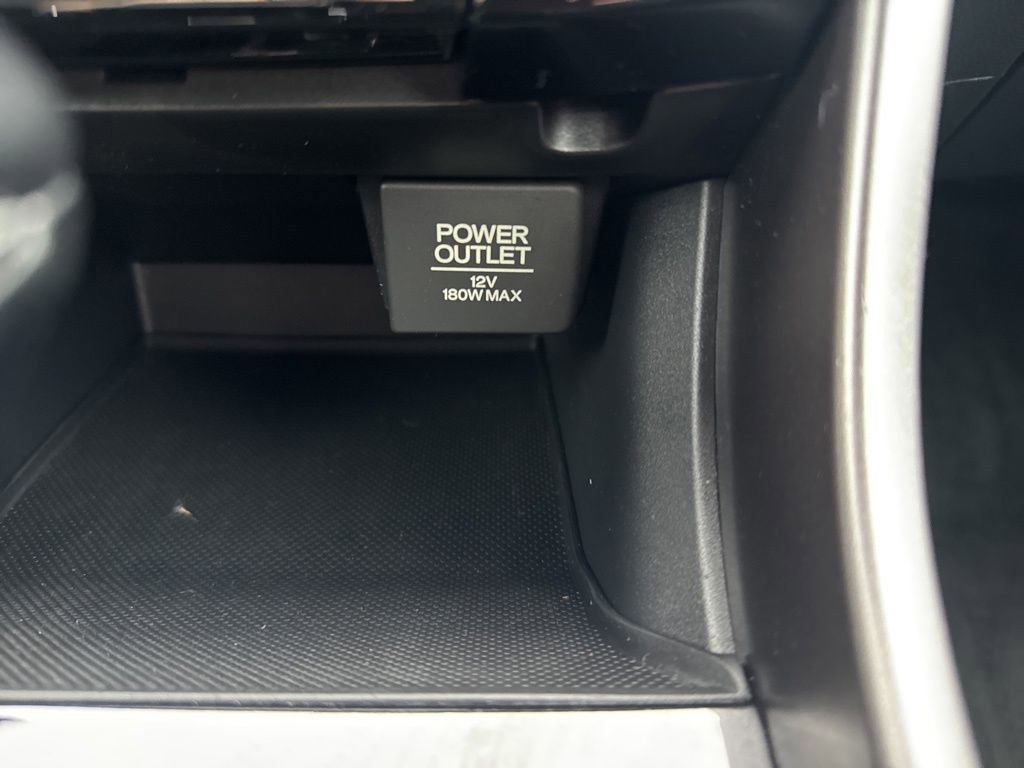 POWER
OUTLET
12V
180W MAX